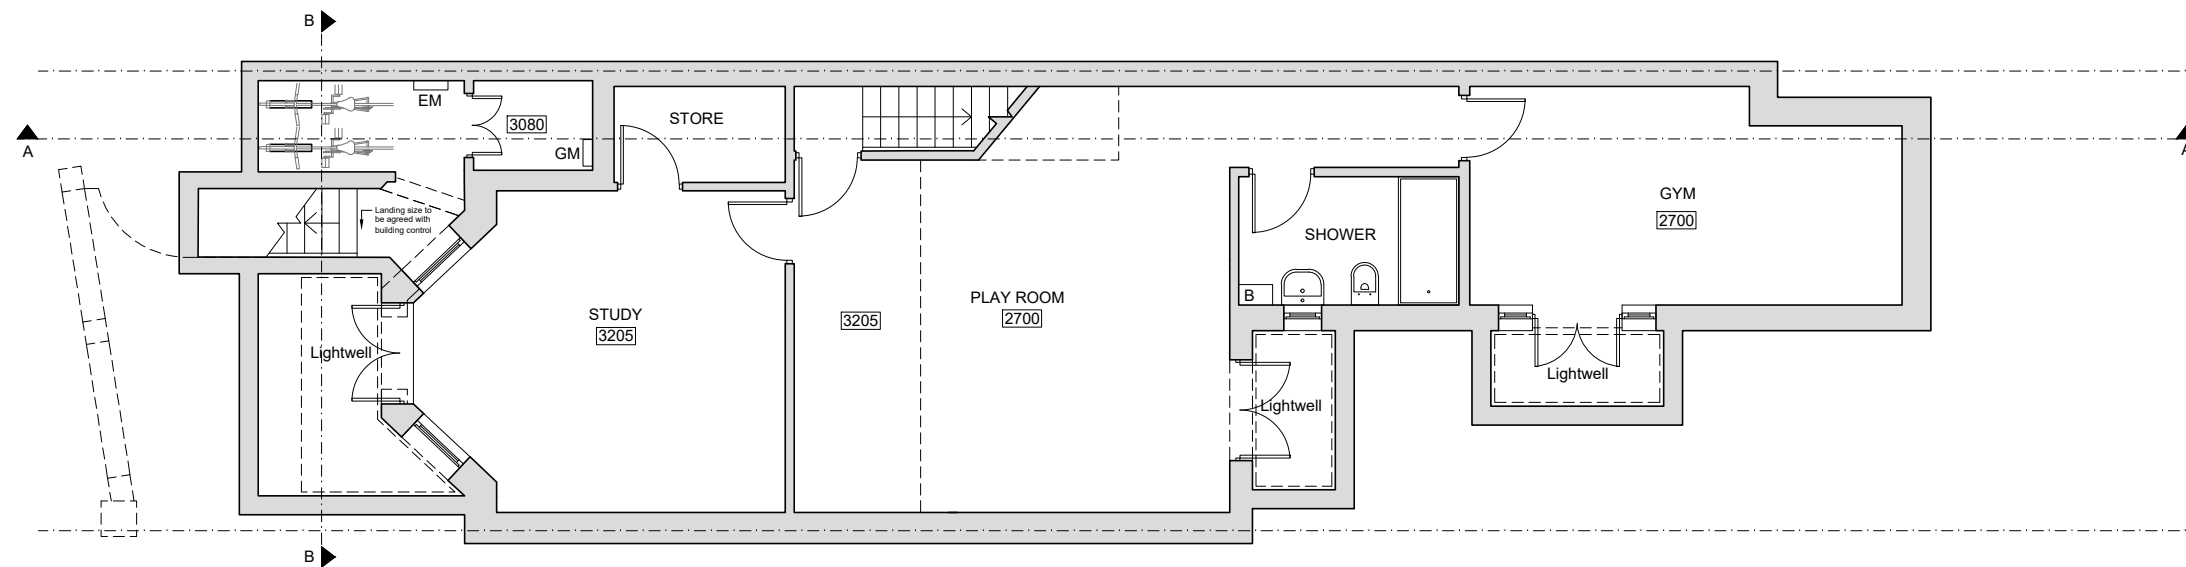 B
A
EM
3080
GM
STORE
Landing size to
be agreed with
building control
Lightwell
STUDY
3205
3205
PLAY ROOM
2700
SHOWER
B
Lightwell
GYM
2700
Lightwell
A
B